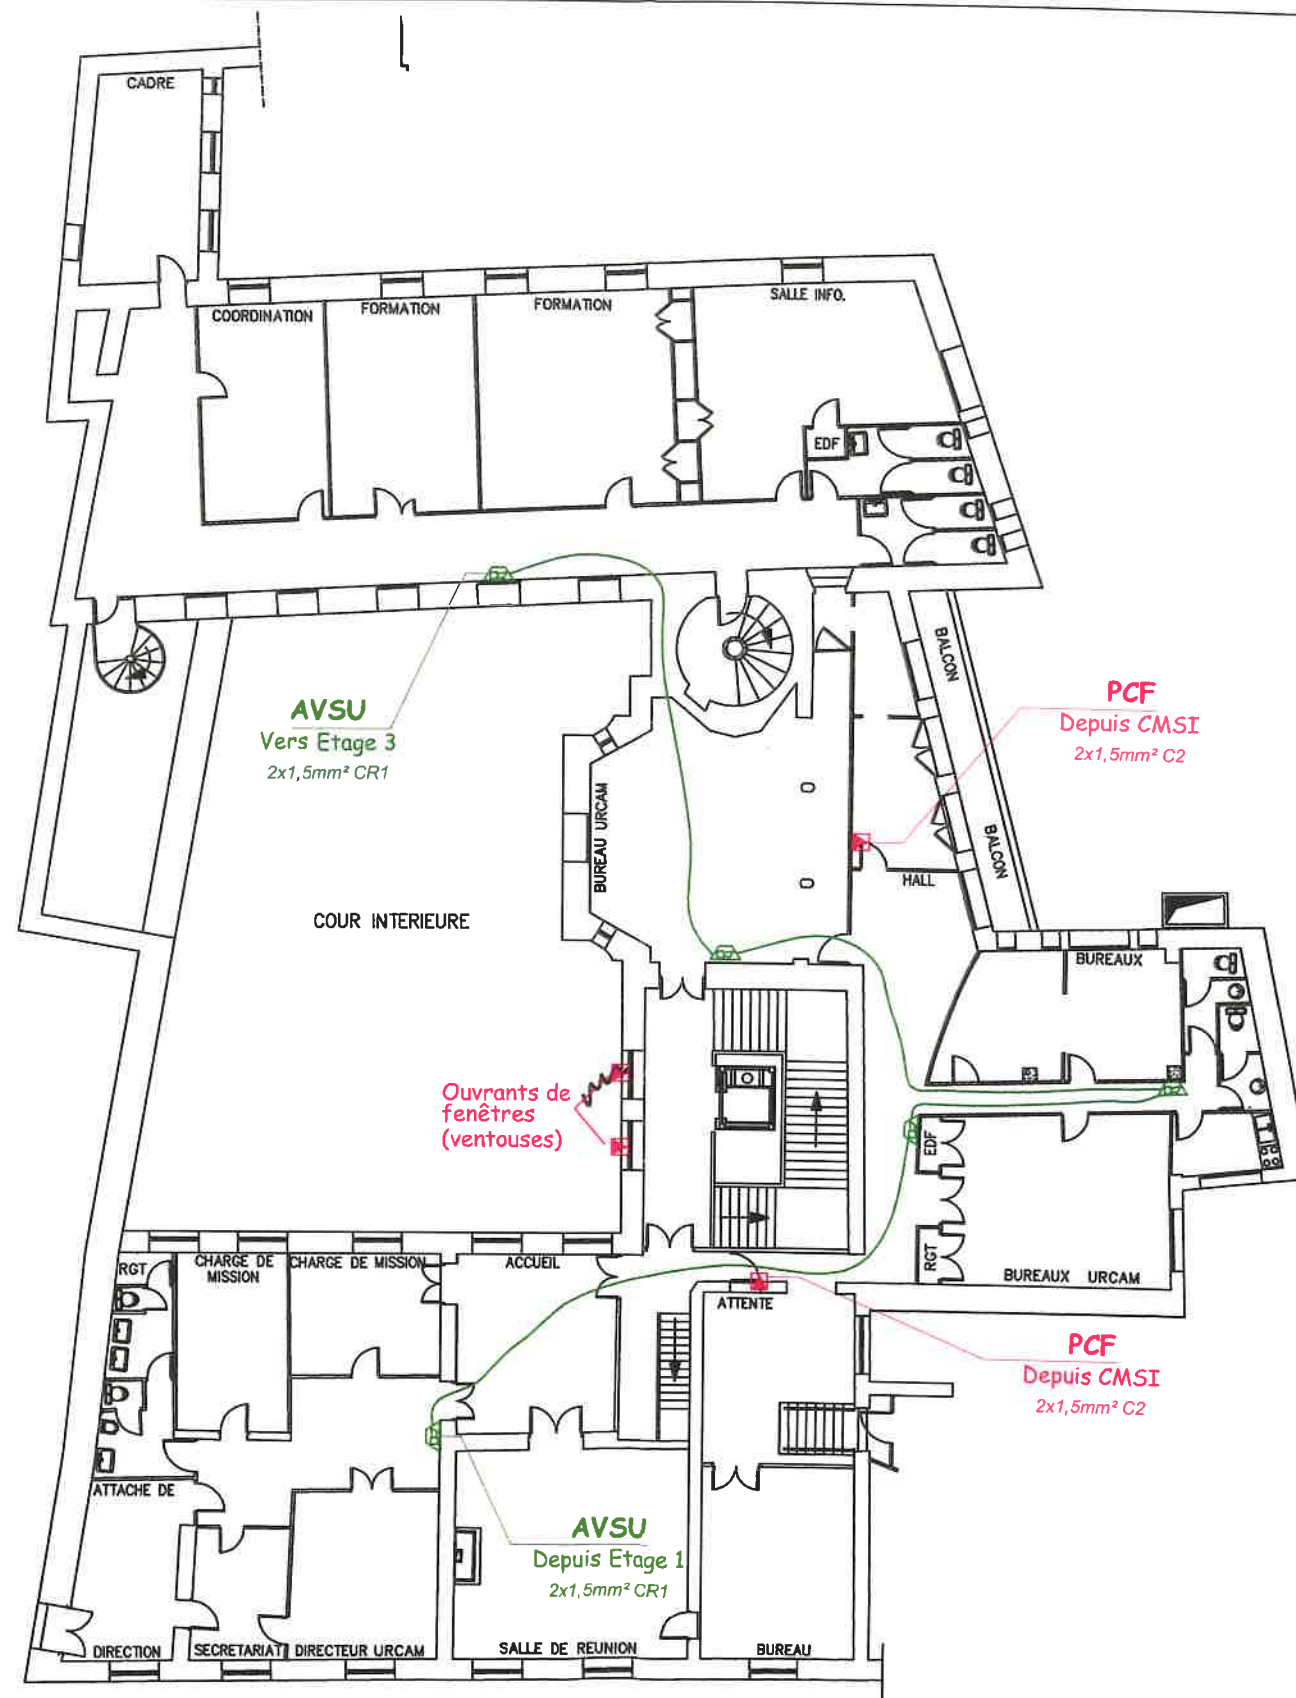 CADRE
COORDINATION
FORMATION
FORMATION
SALLE INFO.
EDF
BALCON
AVSU
Vers Etage 3
2x1,5mm² CR1
PCF
Depuis CMSI
2x1,5mm² C2
BUREAU URCAM
BALCON
HALL
COUR INTERIEURE
BUREAUX
Ouvrants de
fenêtres
(ventouses)
EDF
RGT
BUREAUX URCAM
RGT
CHARGE DE
MISSION
CHARGE DE MISSION
ACCUEIL
ATTENTE
PCF
Depuis CMSI
2x1,5mm² C2
ATTACHE DE
DIRECTION
AVSU
Depuis Etage 1
2x1,5mm² CR1
SECRETARIAT
DIRECTEUR URCAM
SALLE DE REUNION
BUREAU